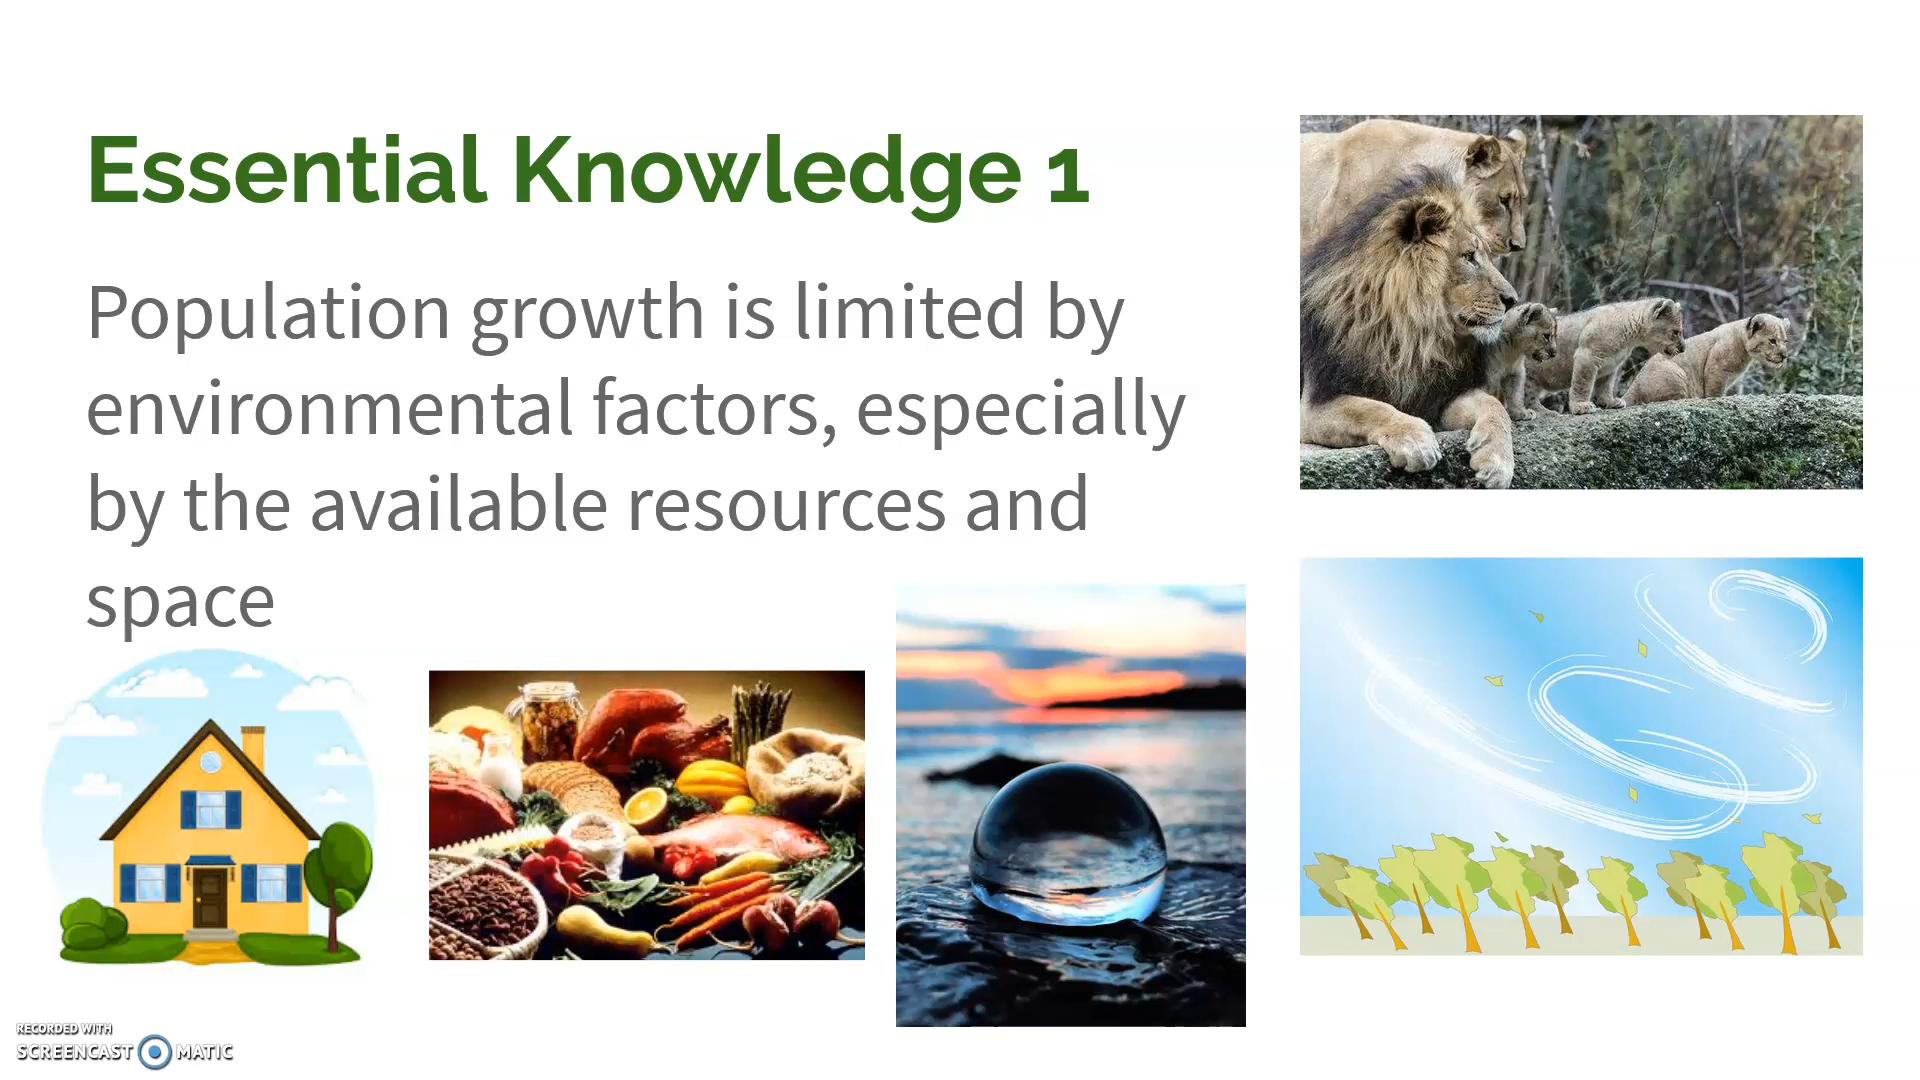 Essential Knowledge 1
Population growth is limited by
environmental factors, especially
by the available resources and
space
RECORDED WITH
SCREENCAST MATIC